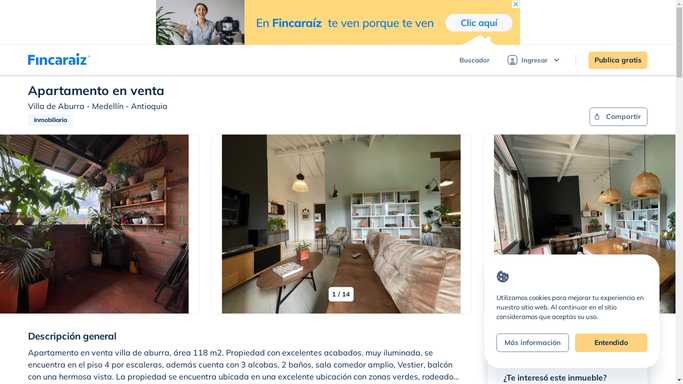 En Fincaraíz te ven porque te ven
Clic aquí
Fincaraiz
Buscador
Ingresar
Publica gratis
Apartamento en venta
Villa de Aburra - Medellín - Antioquia
Inmobiliaria
Compartir
1 / 14
Utilizamos cookies para mejorar tu experiencia en
nuestro sitio web. Al continuar en el sitio
consideramos que aceptas su uso.
Más información
Entendido
Descripción general
Apartamento en venta villa de aburra, área 118 m2. Propiedad con excelentes acabados, muy iluminada, se
encuentra en el piso 4 por escaleras, además cuenta con 3 alcobas, 2 baños, sala comedor amplio, Vestier, balcón
con una hermosa vista. La propiedad se encuentra ubicada en una excelente ubicación con zonas verdes, rodeado...
¿Te interesó este inmueble?